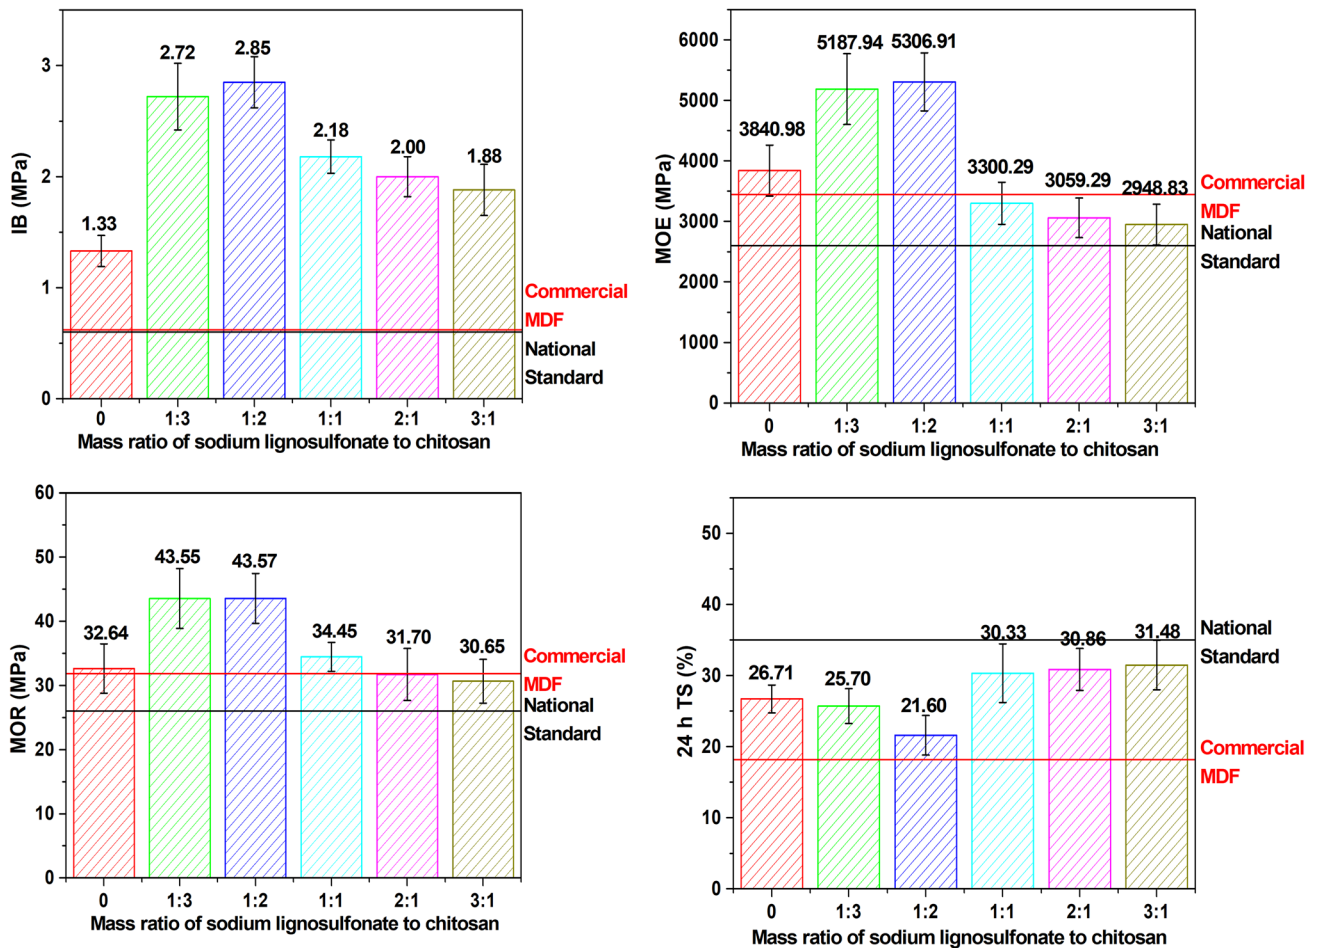 IB (MPa)
3
2
1
0
1.33
2.72
2.85
2.18
2.00
1.88
Commercial
MDF
National
Standard
0 1:3 1:2 1:1 2:1 3:1
Mass ratio of sodium lignosulfonate to chitosan
MOE (MPa)
6000
5000
4000
3000
2000
1000
0
3840.98
5187.94
5306.91
3300.29
3059.29
2948.83
Commercial
MDF
National
Standard
0 1:3 1:2 1:1 2:1 3:1
Mass ratio of sodium lignosulfonate to chitosan
MOR (MPa)
60
50
40
30
20
10
0
32.64
43.55
43.57
34.45
31.70
30.65
Commercial
MDF
National
Standard
0 1:3 1:2 1:1 2:1 3:1
Mass ratio of sodium lignosulfonate to chitosan
24 h TS (%)
50
40
30
20
10
0
26.71
25.70
21.60
30.33
30.86
31.48
National
Standard
Commercial
MDF
0 1:3 1:2 1:1 2:1 3:1
Mass ratio of sodium lignosulfonate to chitosan